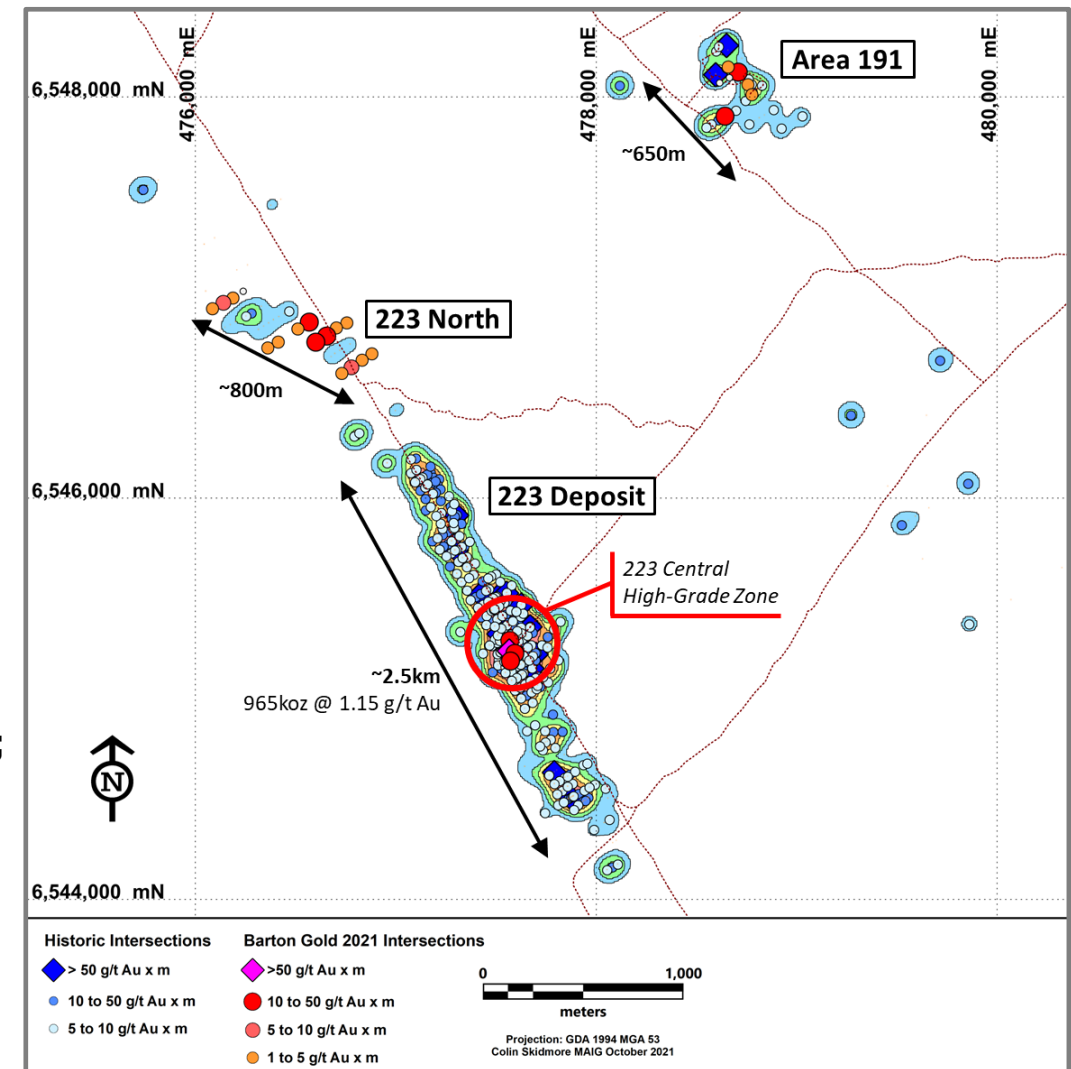 476,000 mE
478,000 mE
480,000 mE
Area 191
6,548,000 mN
~650m
223 North
~800m
6,546,000 mN
223 Deposit
223 Central
High-Grade Zone
~2.5km
965koz @ 1.15 g/t Au
N
6,544,000 mN
Historic Intersections
> 50 g/t Au x m
10 to 50 g/t Au x m
5 to 10 g/t Au x m
Barton Gold 2021 Intersections
>50 g/t Au x m
10 to 50 g/t Au x m
5 to 10 g/t Au x m
1 to 5 g/t Au x m
0 1,000
meters
Projection: GDA 1994 MGA 53
Colin Skidmore MAIG October 2021